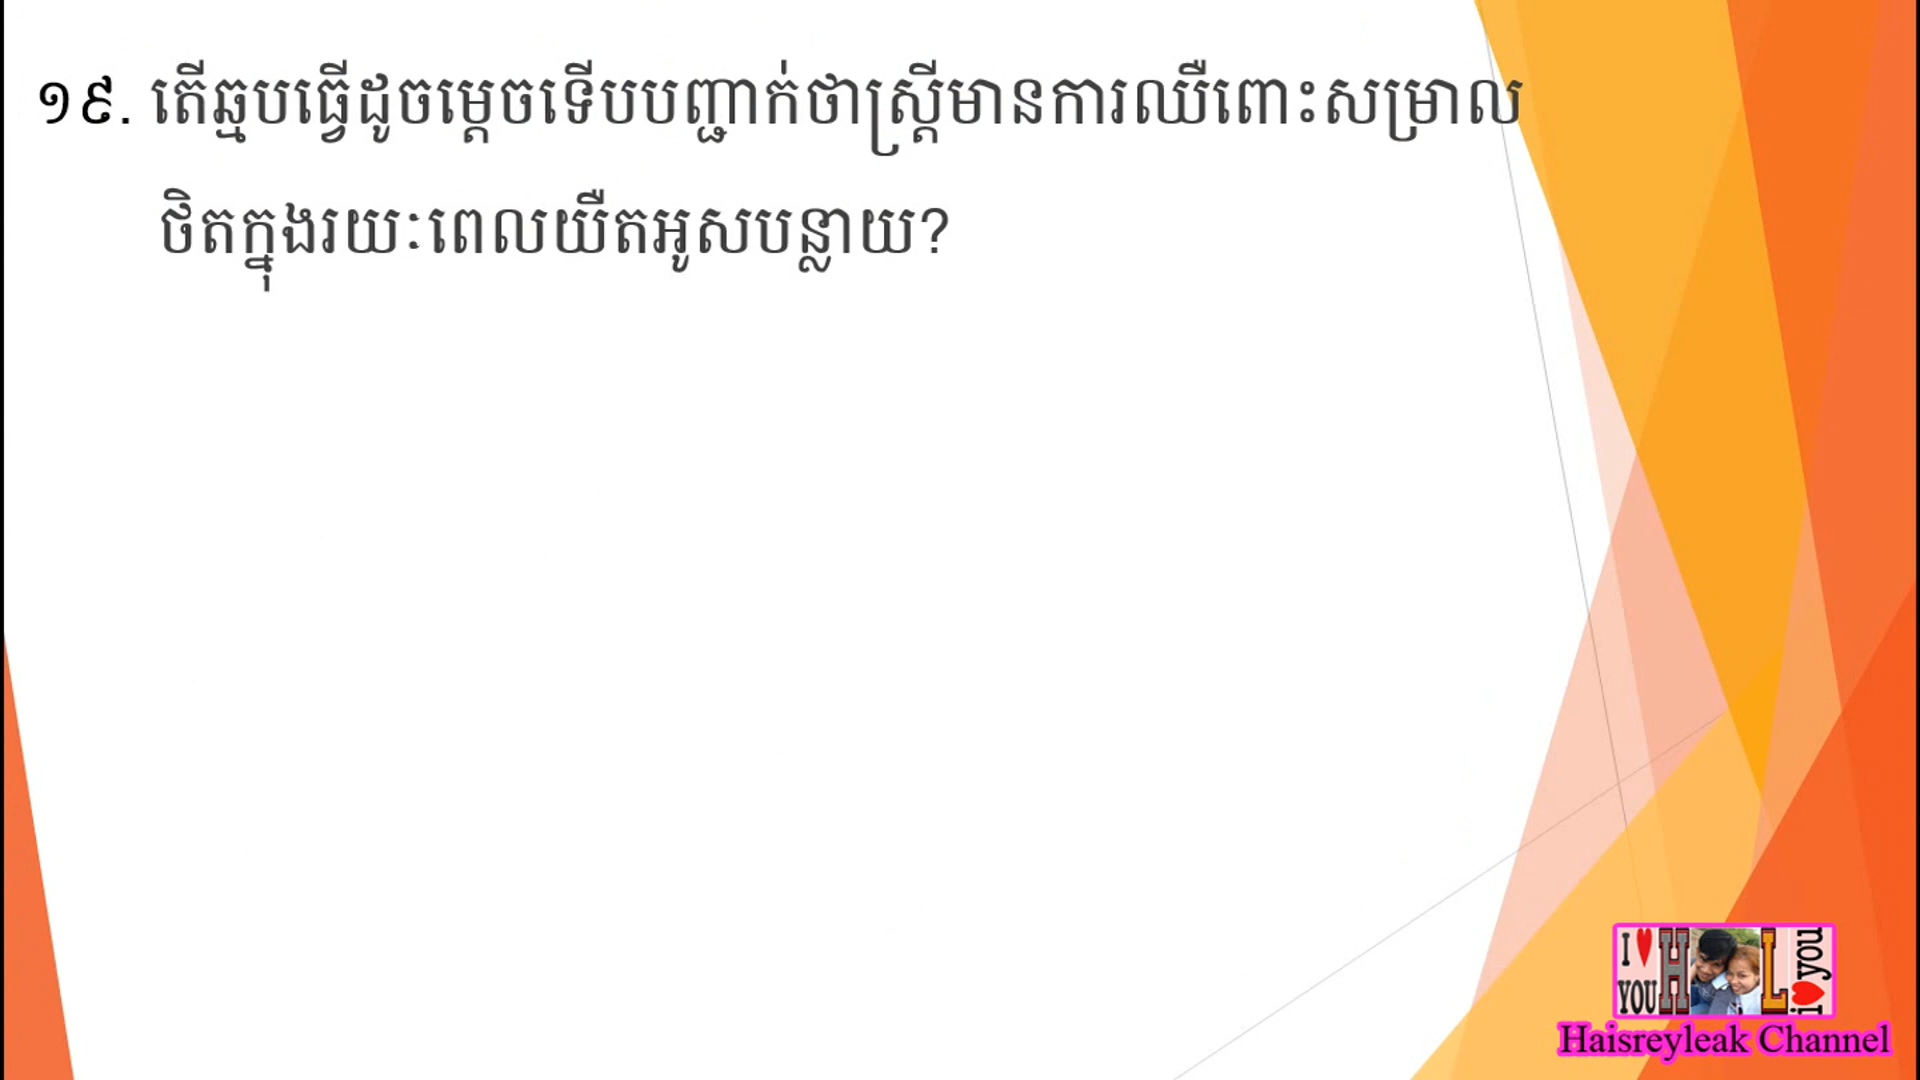 ១៩. តើឆ្មបធ្វើដូចម្ដេចទើបបញ្ជាក់ថាស្ត្រីមានការឈឺពោះសម្រាល
ថិតក្នុងរយៈពេលយឺតអូសបន្លាយ?
I ♥ YOU H L i ♥ you
Haisreyleak Channel